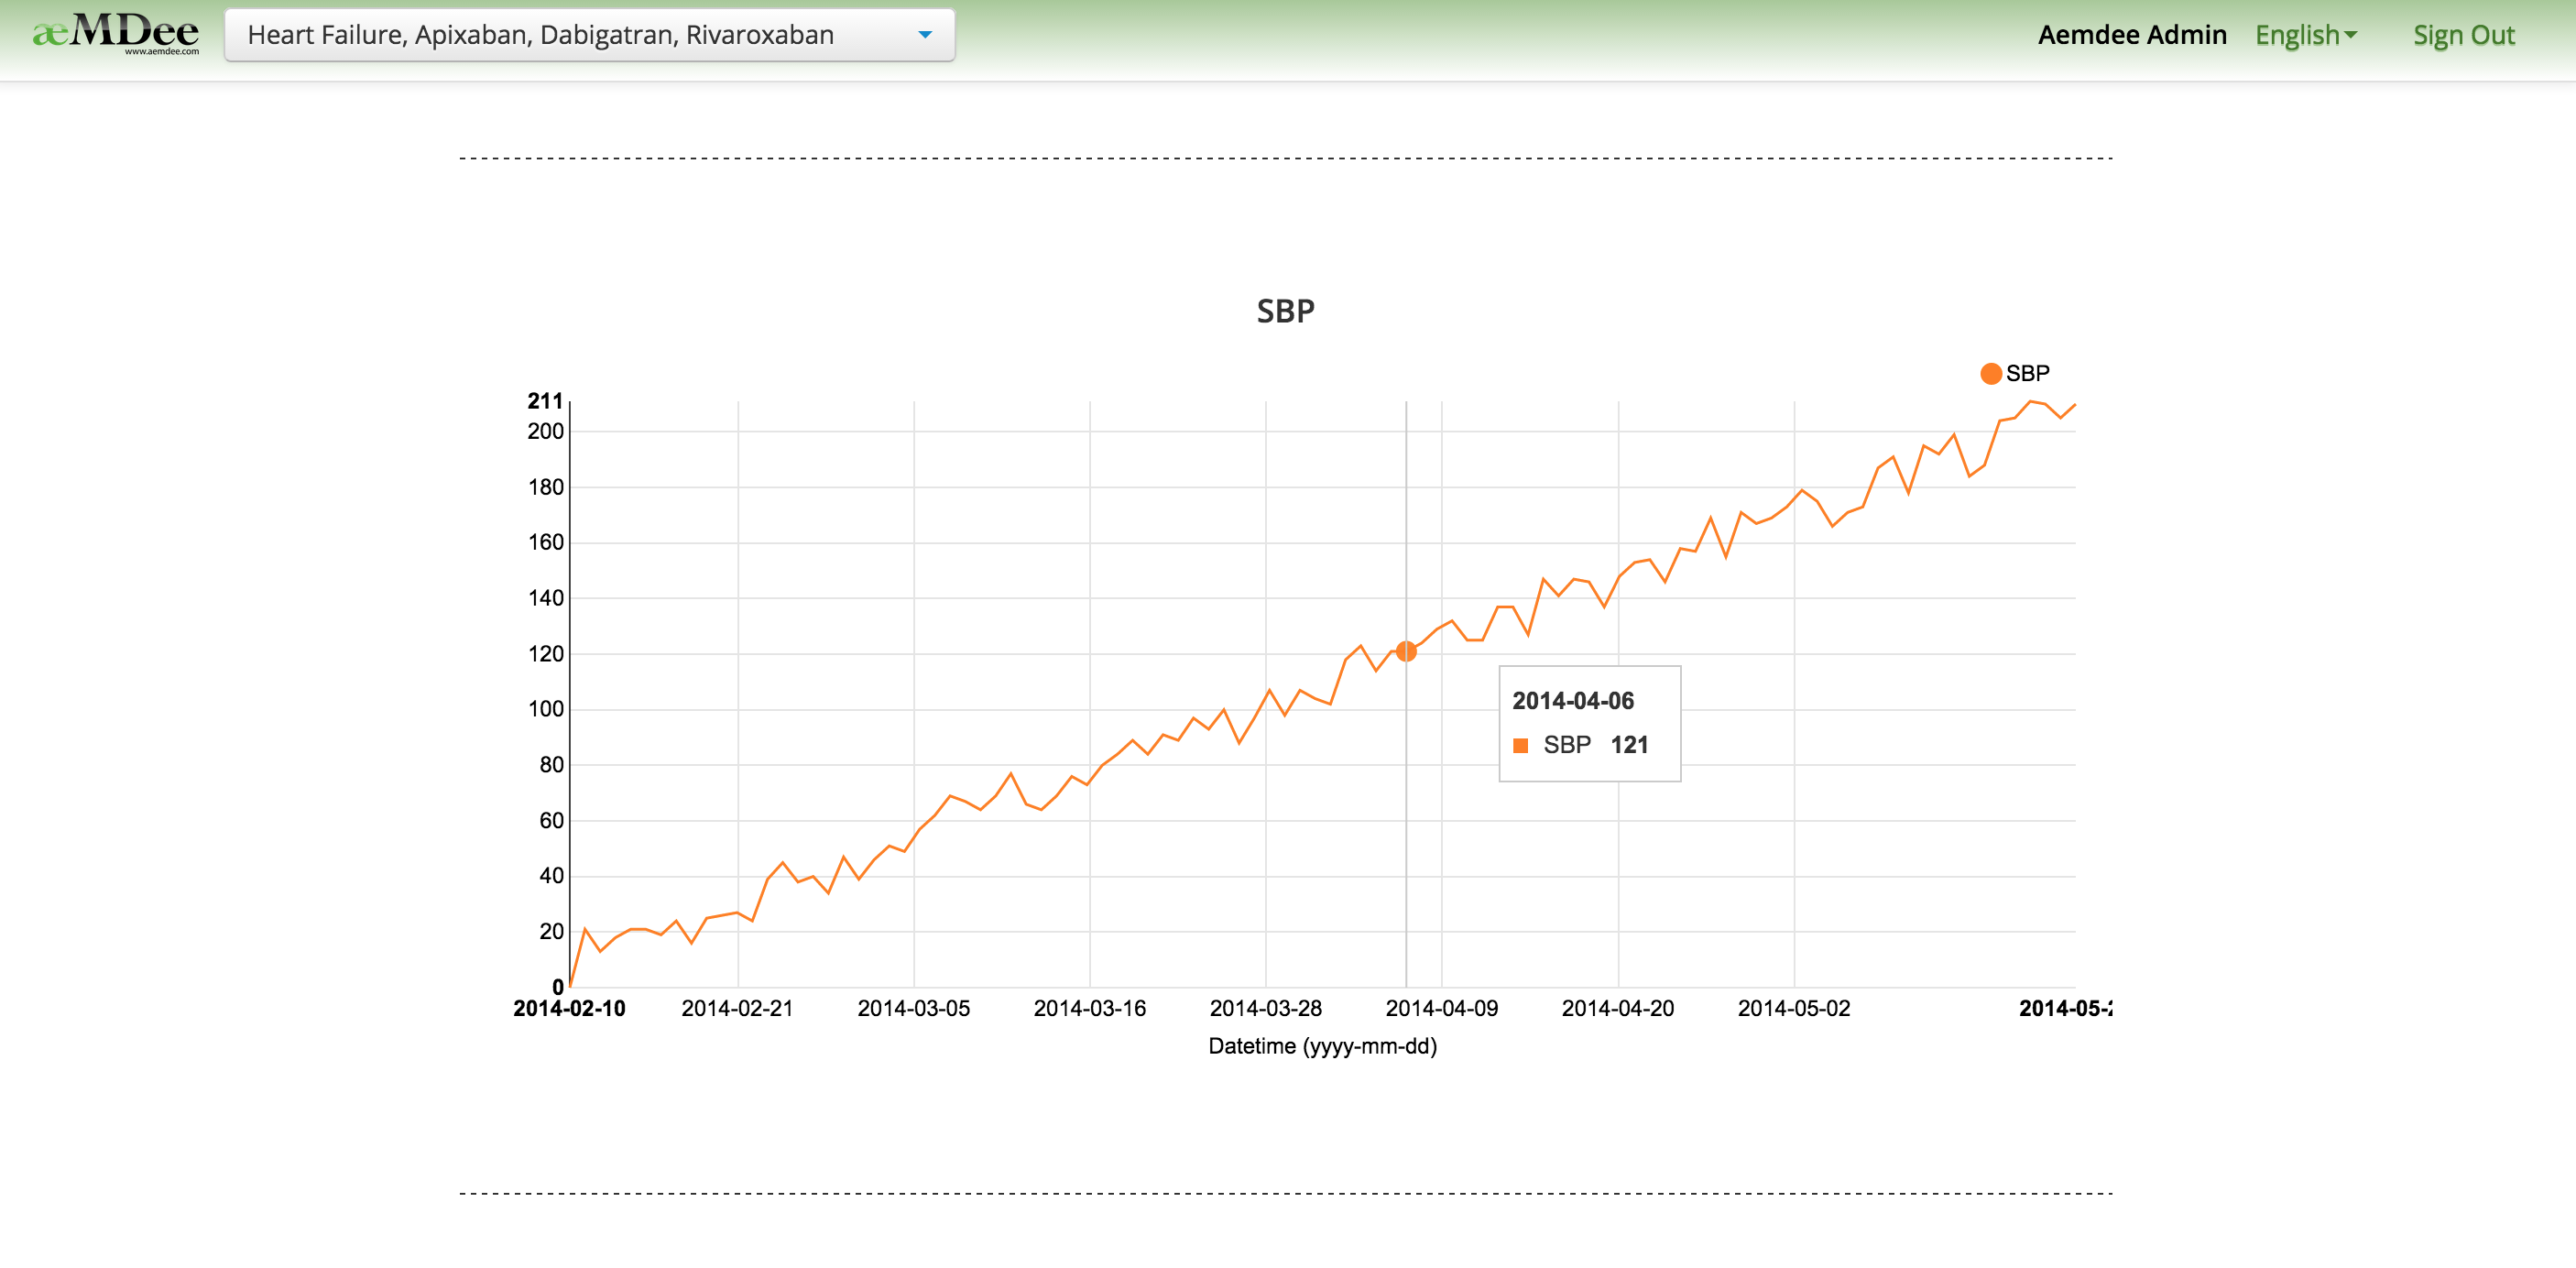 æMDee
www.aemdee.com
Heart Failure, Apixaban, Dabigatran, Rivaroxaban
Aemdee Admin English Sign Out
SBP
SBP
211
200
180
160
140
120
100
80
60
40
20
0
2014-04-06
SBP 121
2014-02-10 2014-02-21 2014-03-05 2014-03-16 2014-03-28 2014-04-09 2014-04-20 2014-05-02 2014-05-
Datetime (yyyy-mm-dd)